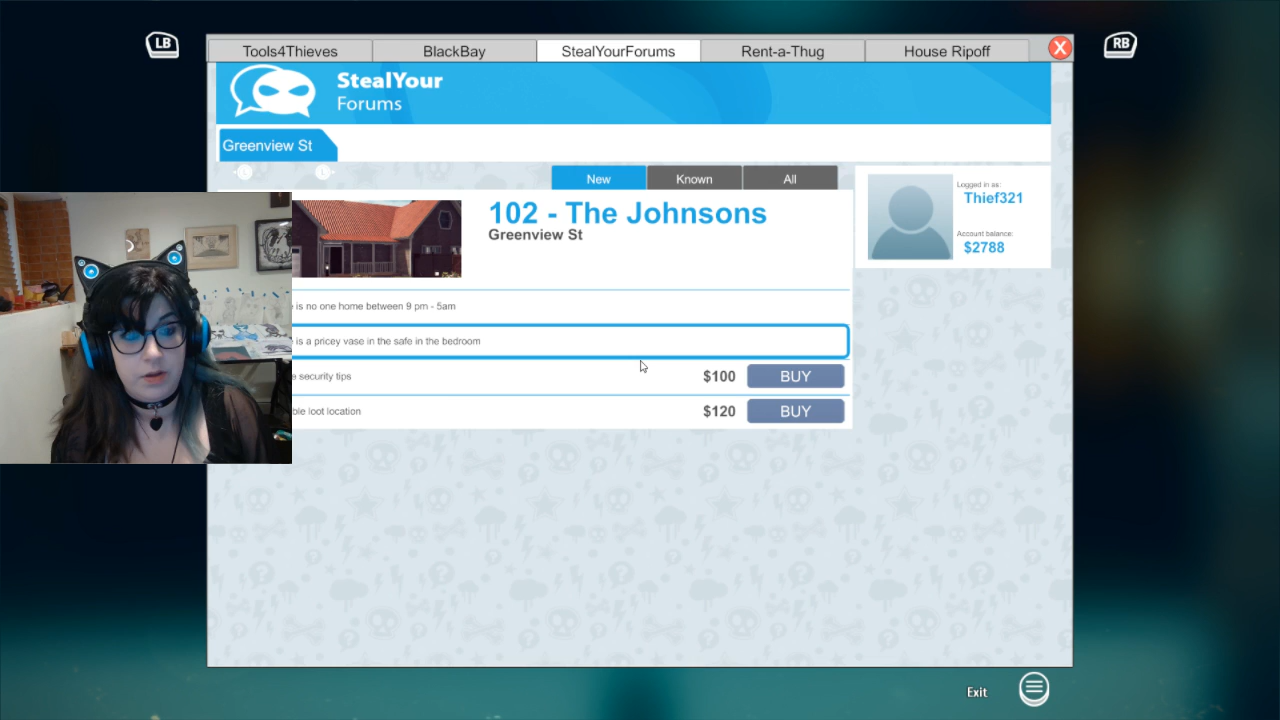 LB
Tools4Thieves
BlackBay
StealYourForums
Rent-a-Thug
House Ripoff
X
RB
StealYour
Forums
Greenview St
New
Known
All
Logged in as:
Thief321
Account balance:
$2788
102 - The Johnsons
Greenview St
is no one home between 9 pm - 5am
is a pricey vase in the safe in the bedroom
security tips $100 BUY
loot location $120 BUY
Exit